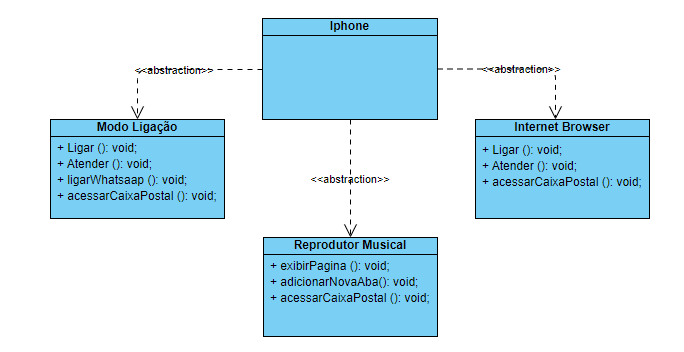 Iphone
<<abstraction>>
<<abstraction>>
Modo Ligação
+ Ligar (): void;
+ Atender (): void;
+ ligarWhatsaap (): void;
+ acessarCaixaPostal (): void;
Internet Browser
+ Ligar (): void;
+ Atender (): void;
+ acessarCaixaPostal (): void;
<<abstraction>>
Reprodutor Musical
+ exibirPagina (): void;
+ adicionarNovaAba(): void;
+ acessarCaixaPostal (): void;